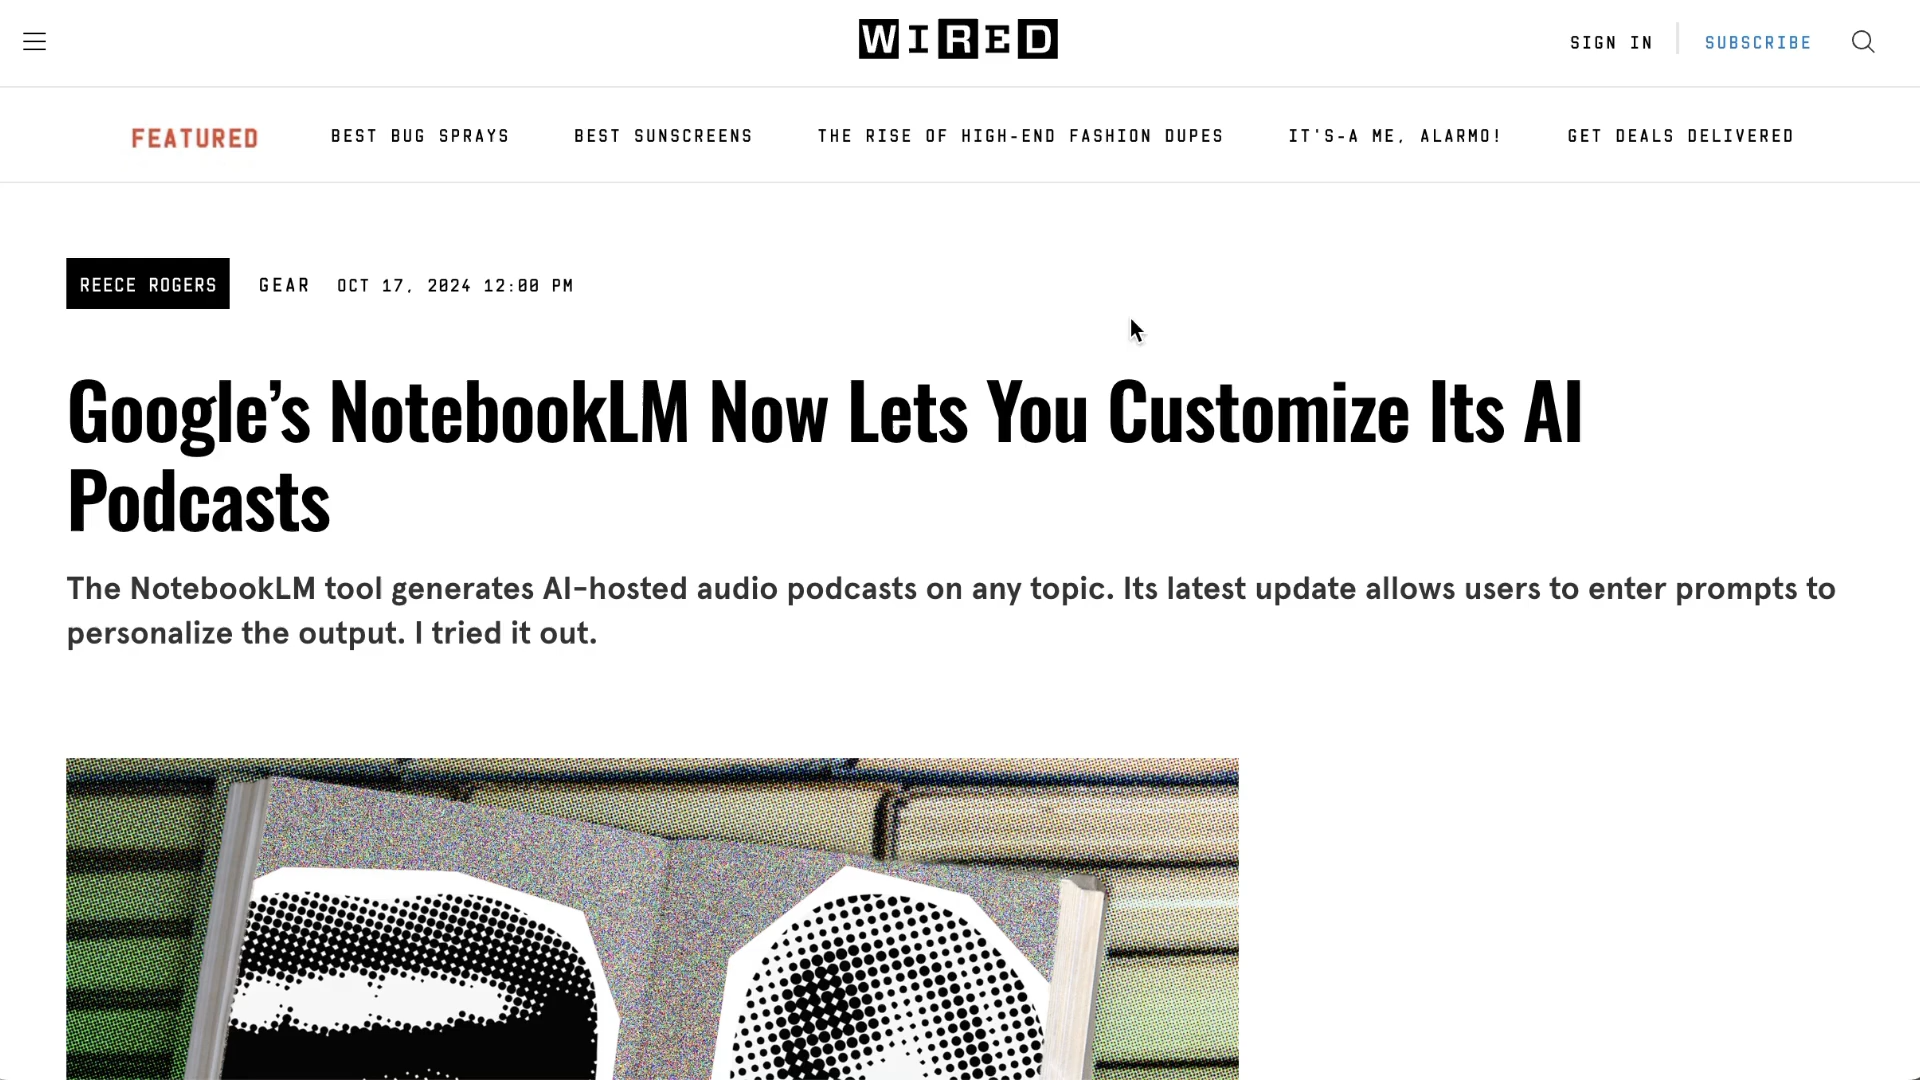 WIRED
SIGN IN
SUBSCRIBE
FEATURED
BEST BUG SPRAYS
BEST SUNSCREENS
THE RISE OF HIGH-END FASHION DUPES
IT'S-A ME, ALARMO!
GET DEALS DELIVERED
REECE ROGERS
GEAR
OCT 17, 2024 12:00 PM
Google’s NotebookLM Now Lets You Customize Its AI
Podcasts
The NotebookLM tool generates AI-hosted audio podcasts on any topic. Its latest update allows users to enter prompts to
personalize the output. I tried it out.